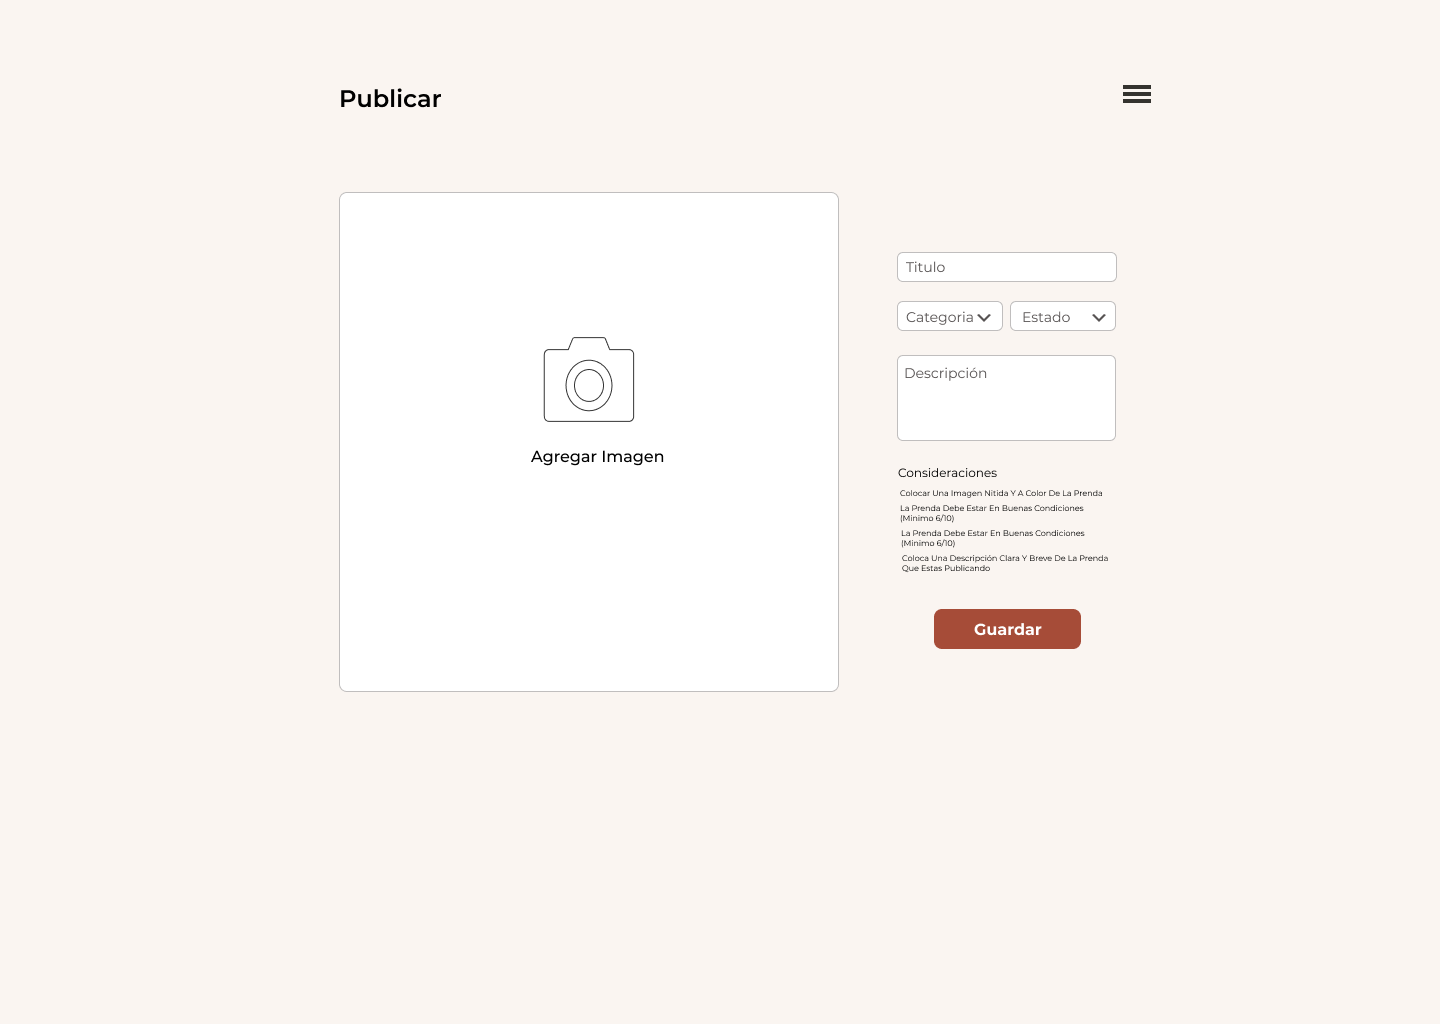 Publicar
Agregar Imagen
Titulo
Categoria
Estado
Descripción
Consideraciones
Colocar Una Imagen Nitida Y A Color De La Prenda
La Prenda Debe Estar En Buenas Condiciones
(Minimo 6/10)
La Prenda Debe Estar En Buenas Condiciones
(Minimo 6/10)
Coloca Una Descripción Clara Y Breve De La Prenda
Que Estas Publicando
Guardar